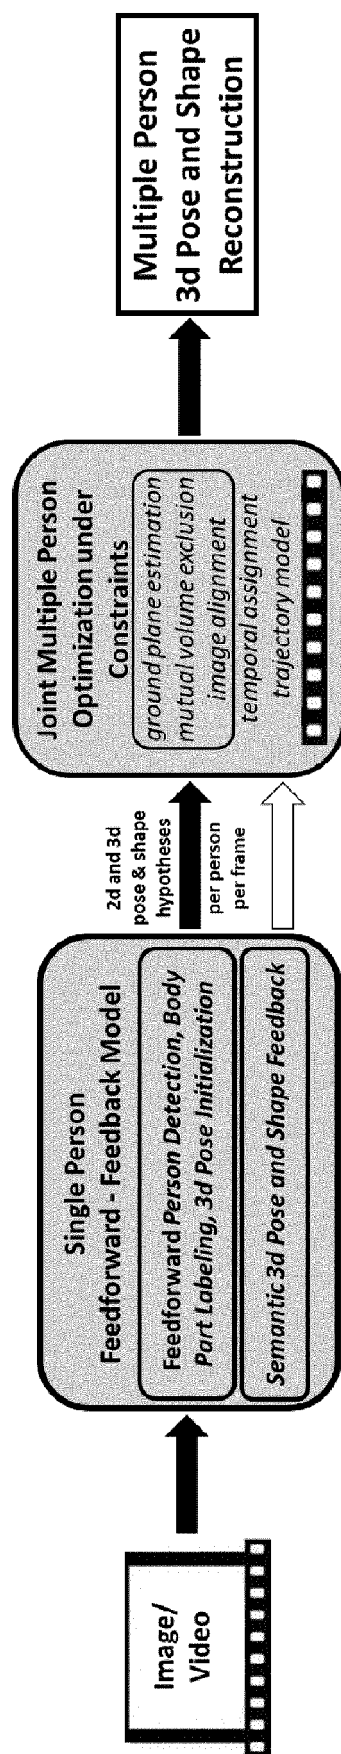 Image/
Video
Single Person
Feedforward - Feedback Model
Feedforward Person Detection, Body
Part Labeling, 3d Pose Initialization
Semantic 3d Pose and Shape Feedback
2d and 3d
pose & shape
hypotheses
per person
per frame
Joint Multiple Person
Optimization under
Constraints
ground plane estimation
mutual volume exclusion
image alignment
temporal assignment
trajectory model
Multiple Person
3d Pose and Shape
Reconstruction